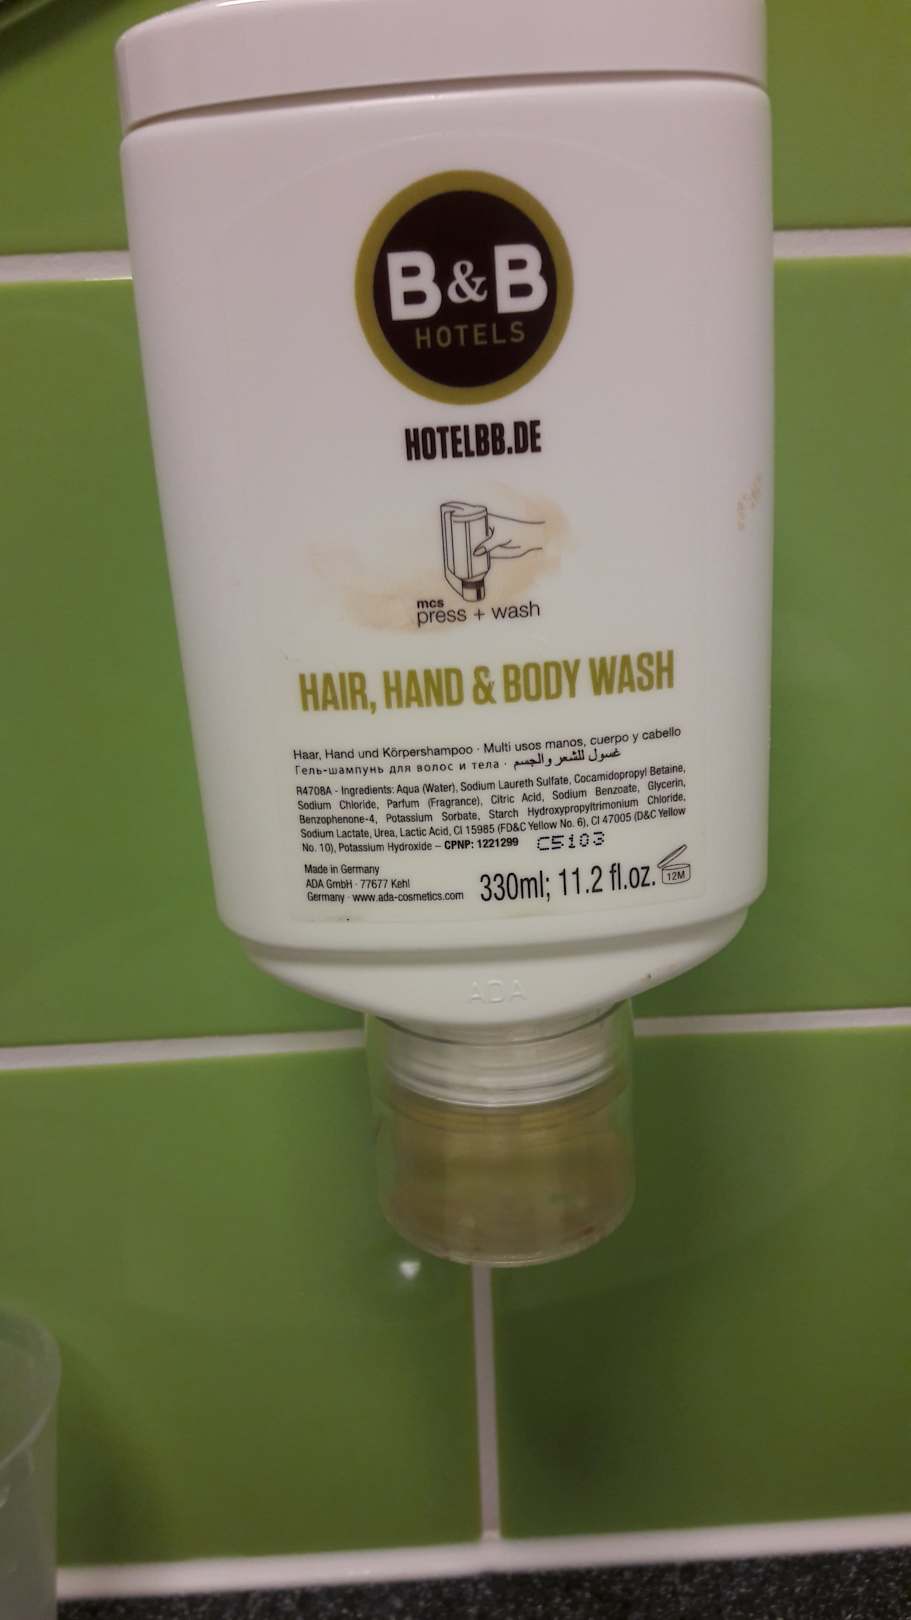 B&B
HOTELS
HOTELBB.DE
mcs
press + wash
HAIR, HAND & BODY WASH
Haar, Hand und Körpershampoo · Multi usos manos, cuerpo y cabello
Гель-шампунь для волос и тела · غسول للشعر والجسم
R4708A - Ingredients: Aqua (Water), Sodium Laureth Sulfate, Cocamidopropyl Betaine,
Sodium Chloride, Parfum (Fragrance), Citric Acid, Sodium Benzoate, Glycerin,
Benzophenone-4, Potassium Sorbate, Starch Hydroxypropyltrimonium Chloride,
Sodium Lactate, Urea, Lactic Acid, CI 15985 (FD&C Yellow No. 6), CI 47005 (D&C Yellow
No. 10), Potassium Hydroxide – CPNP: 1221299 C5103
Made in Germany
ADA GmbH · 77677 Kehl
Germany · www.ada-cosmetics.com
330ml; 11.2 fl.oz.
12M
ADA